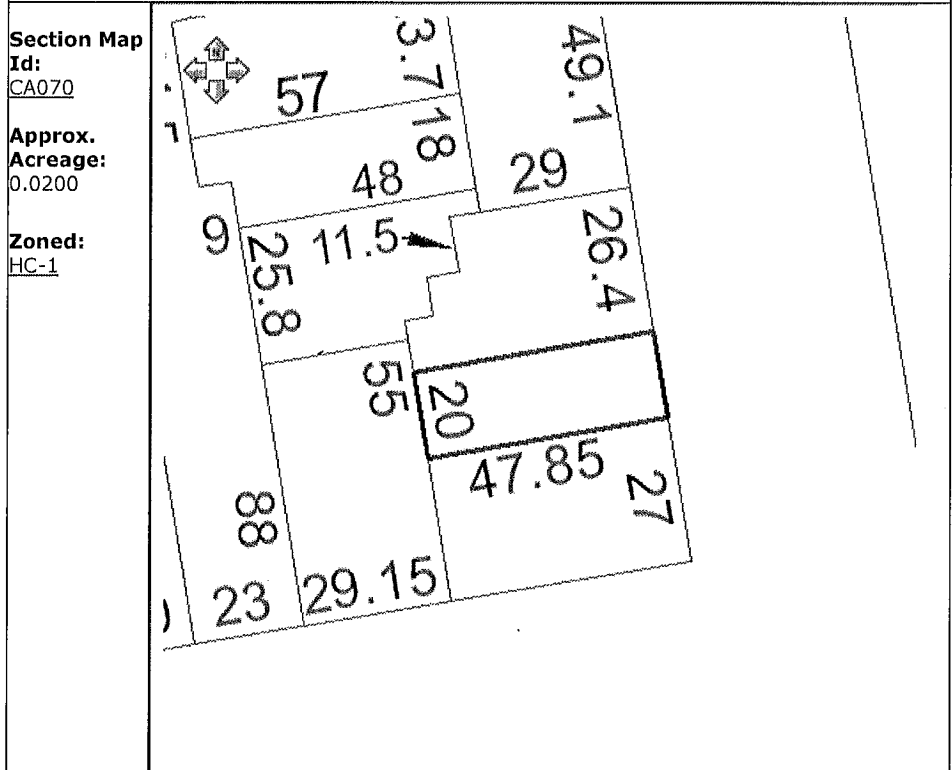 Section Map
Id:
CA070
Approx.
Acreage:
0.0200
Zoned:
HC-1
57
3.7
49.1
18
48
29
9
11.5
25.8
26.4
55
20
47.85
27
88
23
29.15